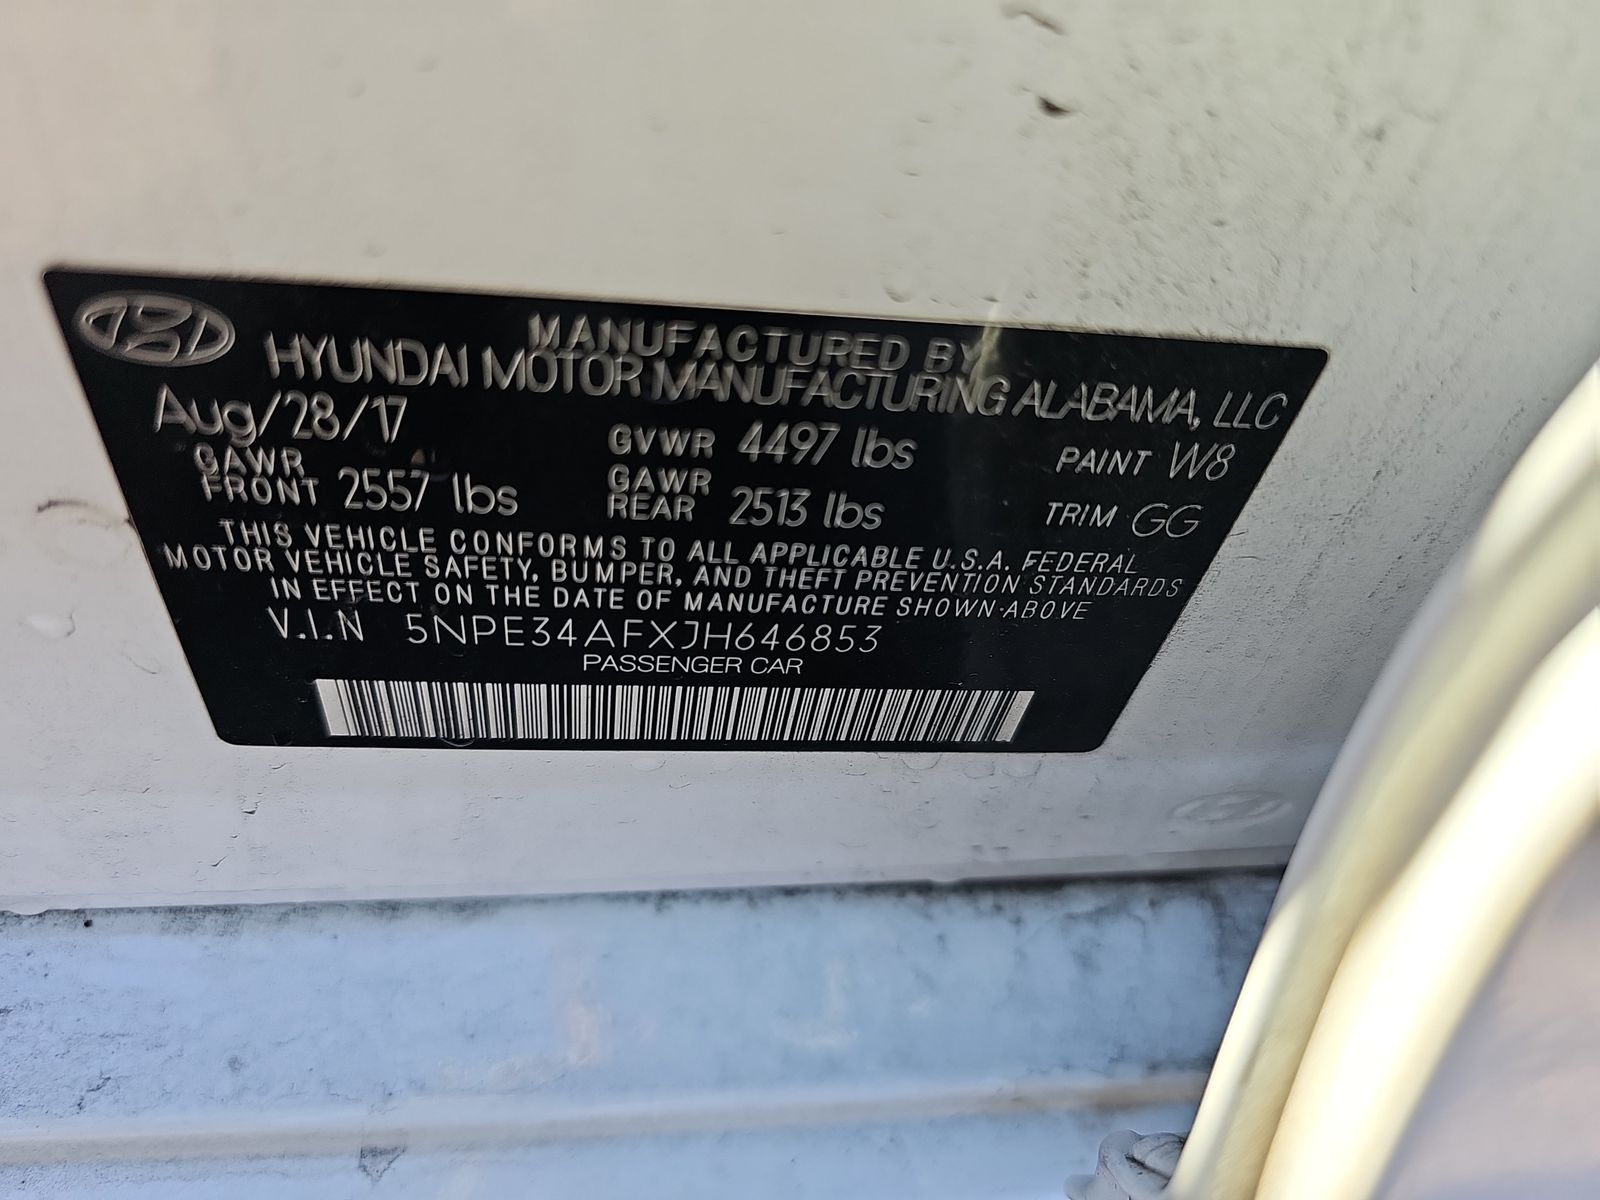 MANUFACTURED BY
HYUNDAI MOTOR MANUFACTURING ALABAMA, LLC
Aug/28/17 GVWR 4497 lbs PAINT W8
GAWR FRONT 2557 lbs GAWR REAR 2513 lbs TRIM GG
THIS VEHICLE CONFORMS TO ALL APPLICABLE U.S.A. FEDERAL
MOTOR VEHICLE SAFETY, BUMPER, AND THEFT PREVENTION STANDARDS
IN EFFECT ON THE DATE OF MANUFACTURE SHOWN ABOVE
V.I.N 5NPE34AFXJH646853
PASSENGER CAR